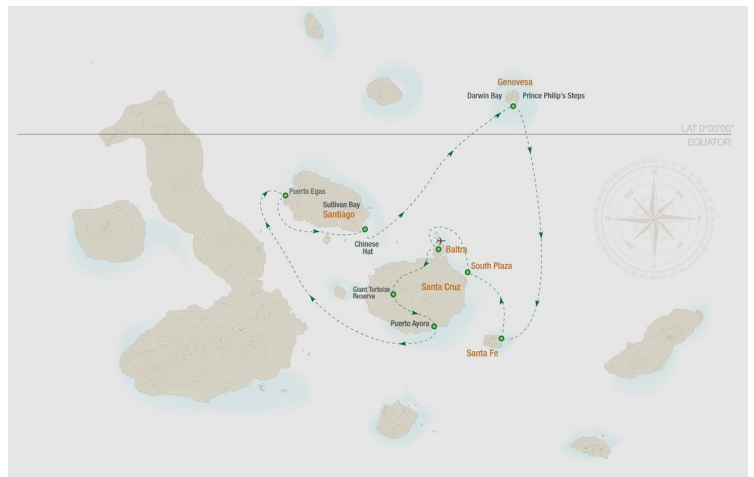 Genovesa
Darwin Bay
Prince Philip's Steps
LAT 0°00'00"
EQUATOR
Puerto Egas
Sullivan Bay
Santiago
Chinese
Hat
Baltra
South Plaza
Santa Cruz
Giant Tortoise
Reserve
Puerto Ayora
Santa Fe